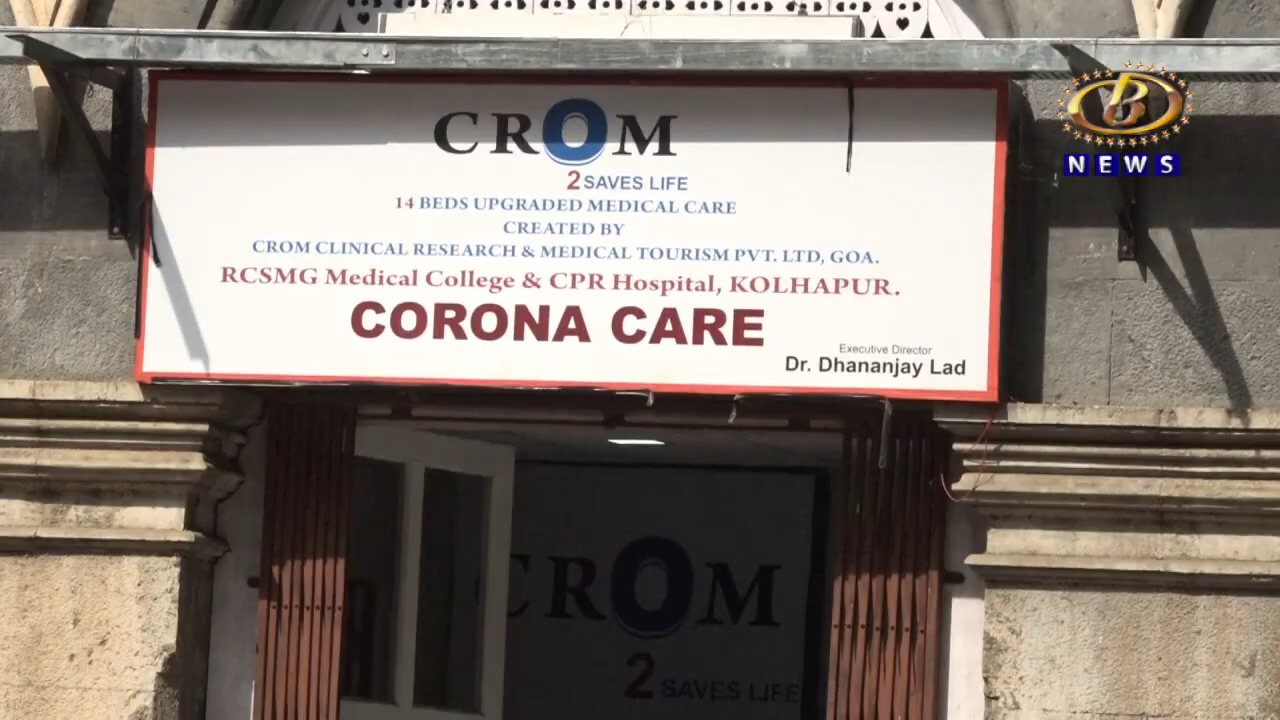 CROM
2 SAVES LIFE
14 BEDS UPGRADED MEDICAL CARE
CREATED BY
CROM CLINICAL RESEARCH & MEDICAL TOURISM PVT. LTD, GOA.
RCSMG Medical College & CPR Hospital, KOLHAPUR.
CORONA CARE
Executive Director
Dr. Dhananjay Lad
B
NEWS
CROM
2 SAVES LIFE